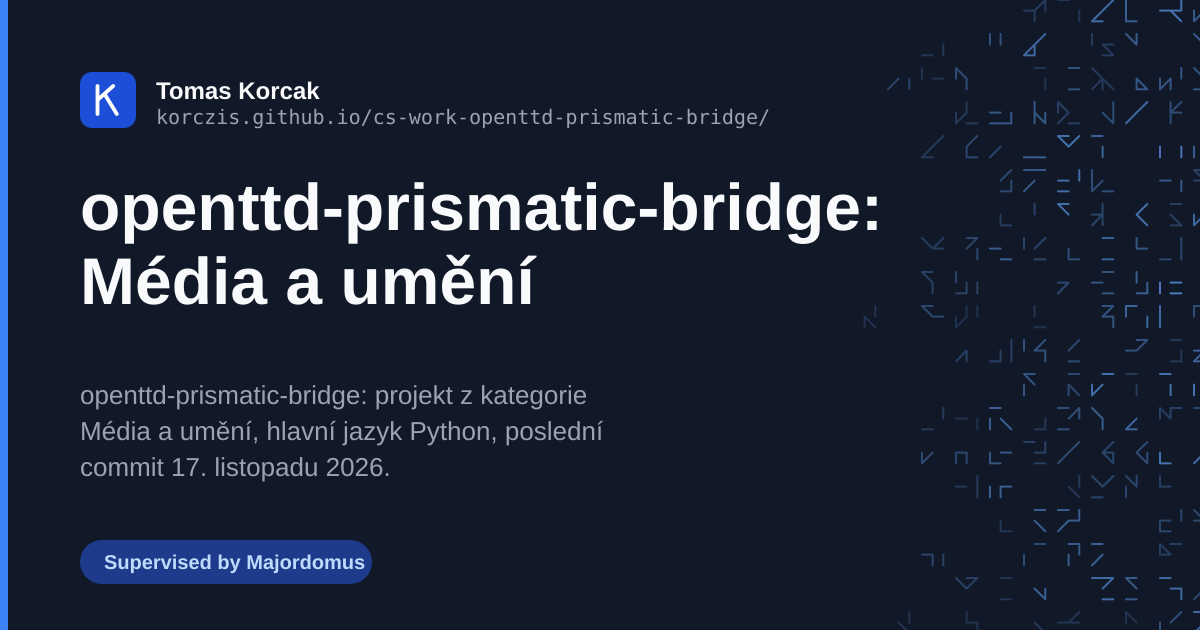 Tomas Korcak
korczis.github.io/cs-work-openttd-prismatic-bridge/
openttd-prismatic-bridge:
Média a umění
openttd-prismatic-bridge: projekt z kategorie
Média a umění, hlavní jazyk Python, poslední
commit 17. listopadu 2026.
Supervised by Majordomus